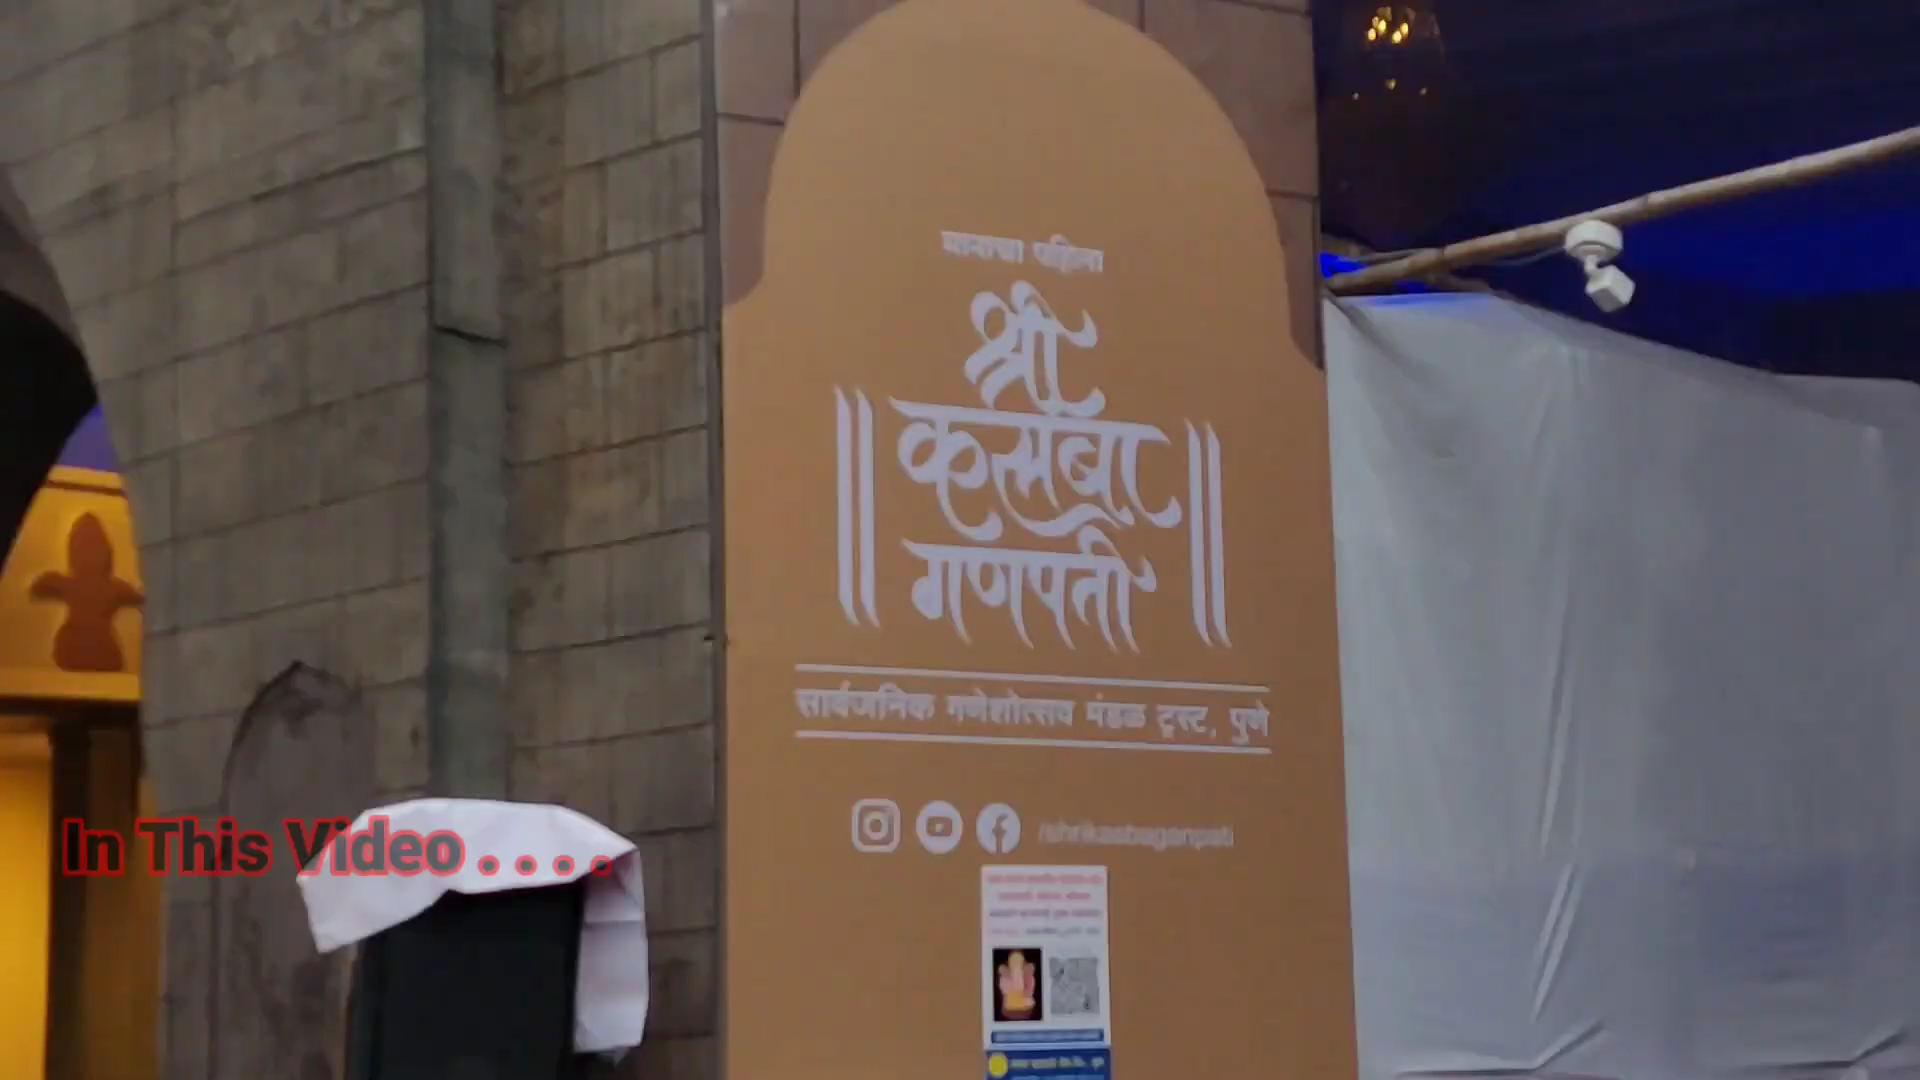 मानाचा पहिला
श्री
कसबा
गणपती
सार्वजनिक गणेशोत्सव मंडळ ट्रस्ट, पुणे
/shrikasbaganpati
In This Video . . . .